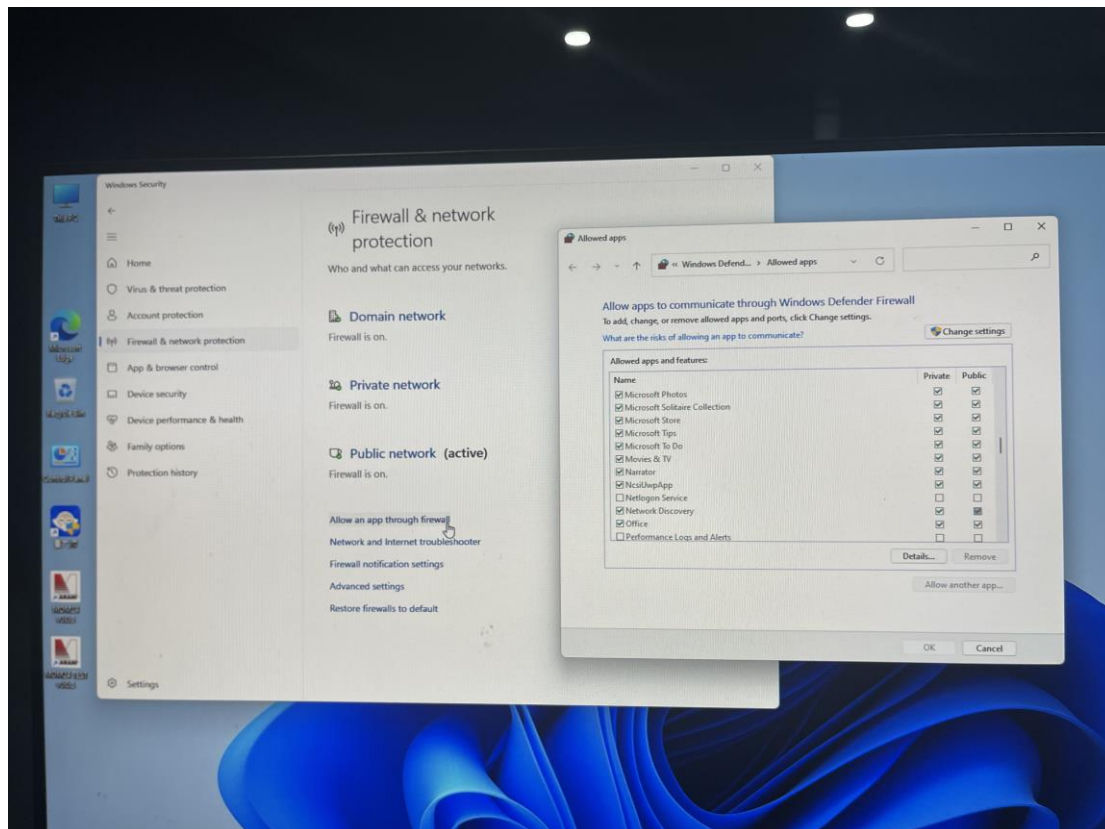 Windows Security
Home
Virus & threat protection
Account protection
Firewall & network protection
App & browser control
Device security
Device performance & health
Family options
Protection history
Settings
Firewall & network
protection
Who and what can access your networks.
Domain network
Firewall is on.
Private network
Firewall is on.
Public network (active)
Firewall is on.
Allow an app through firewall
Network and Internet troubleshooter
Firewall notification settings
Advanced settings
Restore firewalls to default
Allowed apps
« Windows Defend... › Allowed apps
Allow apps to communicate through Windows Defender Firewall
To add, change, or remove allowed apps and ports, click Change settings.
What are the risks of allowing an app to communicate?
Change settings
Allowed apps and features:
Name Private Public
Microsoft Photos
Microsoft Solitaire Collection
Microsoft Store
Microsoft Tips
Microsoft To Do
Movies & TV
Narrator
NcsiUwpApp
Netlogon Service
Network Discovery
Office
Performance Logs and Alerts
Details... Remove
Allow another app...
OK Cancel